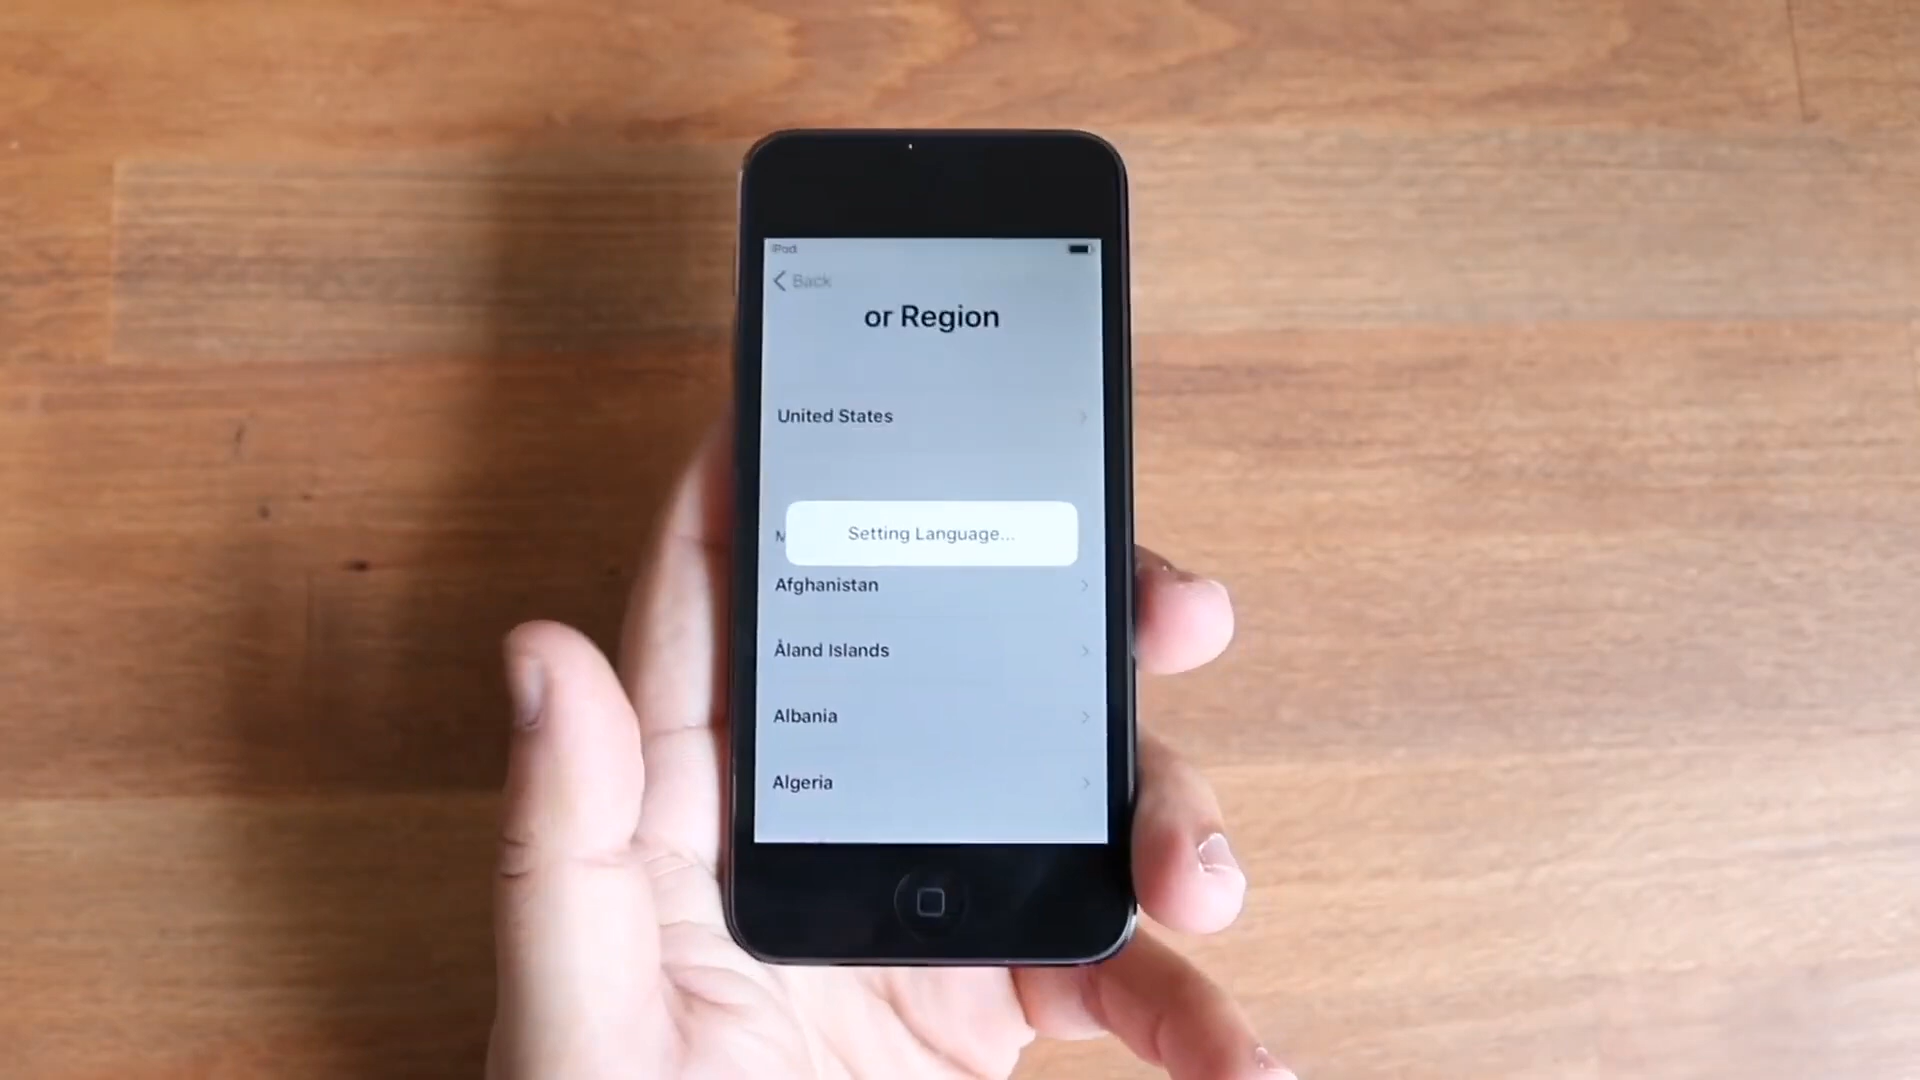 iPod
Back
or Region
United States
Setting Language...
M
Afghanistan
Åland Islands
Albania
Algeria